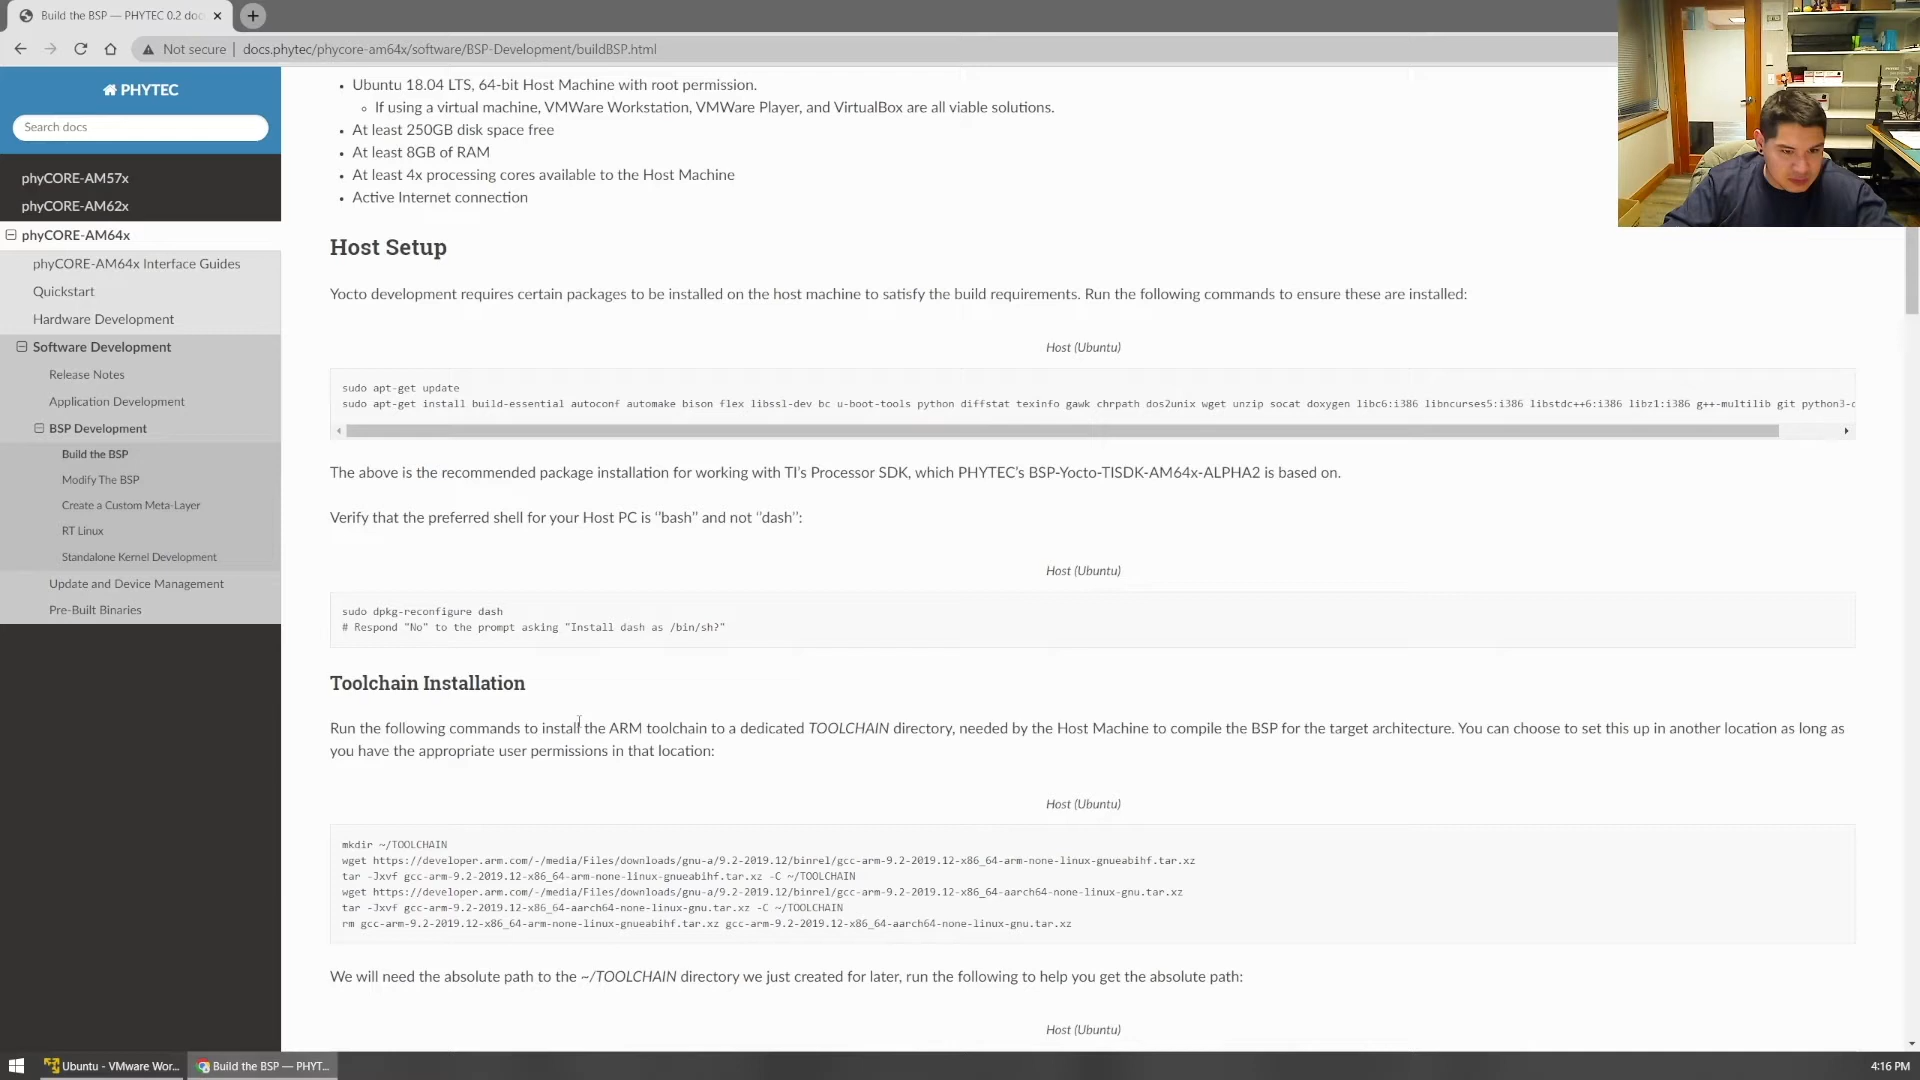 Build the BSP — PHYTEC 0.2 doc
Not secure
docs.phytec/phycore-am64x/software/BSP-Development/buildBSP.html
PHYTEC
Search docs
phyCORE-AM57x
phyCORE-AM62x
phyCORE-AM64x
phyCORE-AM64x Interface Guides
Quickstart
Hardware Development
Software Development
Release Notes
Application Development
BSP Development
Build the BSP
Modify The BSP
Create a Custom Meta-Layer
RT Linux
Standalone Kernel Development
Update and Device Management
Pre-Built Binaries
• Ubuntu 18.04 LTS, 64-bit Host Machine with root permission.
◦ If using a virtual machine, VMWare Workstation, VMWare Player, and VirtualBox are all viable solutions.
• At least 250GB disk space free
• At least 8GB of RAM
• At least 4x processing cores available to the Host Machine
• Active Internet connection
Host Setup
Yocto development requires certain packages to be installed on the host machine to satisfy the build requirements. Run the following commands to ensure these are installed:
Host (Ubuntu)
sudo apt-get update
sudo apt-get install build-essential autoconf automake bison flex libssl-dev bc u-boot-tools python diffstat texinfo gawk chrpath dos2unix wget unzip socat doxygen libc6:i386 libncurses5:i386 libstdc++6:i386 libz1:i386 g++-multilib git python3-c
The above is the recommended package installation for working with TI's Processor SDK, which PHYTEC's BSP-Yocto-TISDK-AM64x-ALPHA2 is based on.
Verify that the preferred shell for your Host PC is ''bash'' and not ''dash'':
Host (Ubuntu)
sudo dpkg-reconfigure dash
# Respond "No" to the prompt asking "Install dash as /bin/sh?"
Toolchain Installation
Run the following commands to install the ARM toolchain to a dedicated TOOLCHAIN directory, needed by the Host Machine to compile the BSP for the target architecture. You can choose to set this up in another location as long as
you have the appropriate user permissions in that location:
Host (Ubuntu)
mkdir ~/TOOLCHAIN
wget https://developer.arm.com/-/media/Files/downloads/gnu-a/9.2-2019.12/binrel/gcc-arm-9.2-2019.12-x86_64-arm-none-linux-gnueabihf.tar.xz
tar -Jxvf gcc-arm-9.2-2019.12-x86_64-arm-none-linux-gnueabihf.tar.xz -C ~/TOOLCHAIN
wget https://developer.arm.com/-/media/Files/downloads/gnu-a/9.2-2019.12/binrel/gcc-arm-9.2-2019.12-x86_64-aarch64-none-linux-gnu.tar.xz
tar -Jxvf gcc-arm-9.2-2019.12-x86_64-aarch64-none-linux-gnu.tar.xz -C ~/TOOLCHAIN
rm gcc-arm-9.2-2019.12-x86_64-arm-none-linux-gnueabihf.tar.xz gcc-arm-9.2-2019.12-x86_64-aarch64-none-linux-gnu.tar.xz
We will need the absolute path to the ~/TOOLCHAIN directory we just created for later, run the following to help you get the absolute path:
Host (Ubuntu)
Ubuntu - VMware Wor...
Build the BSP — PHYT...
4:16 PM